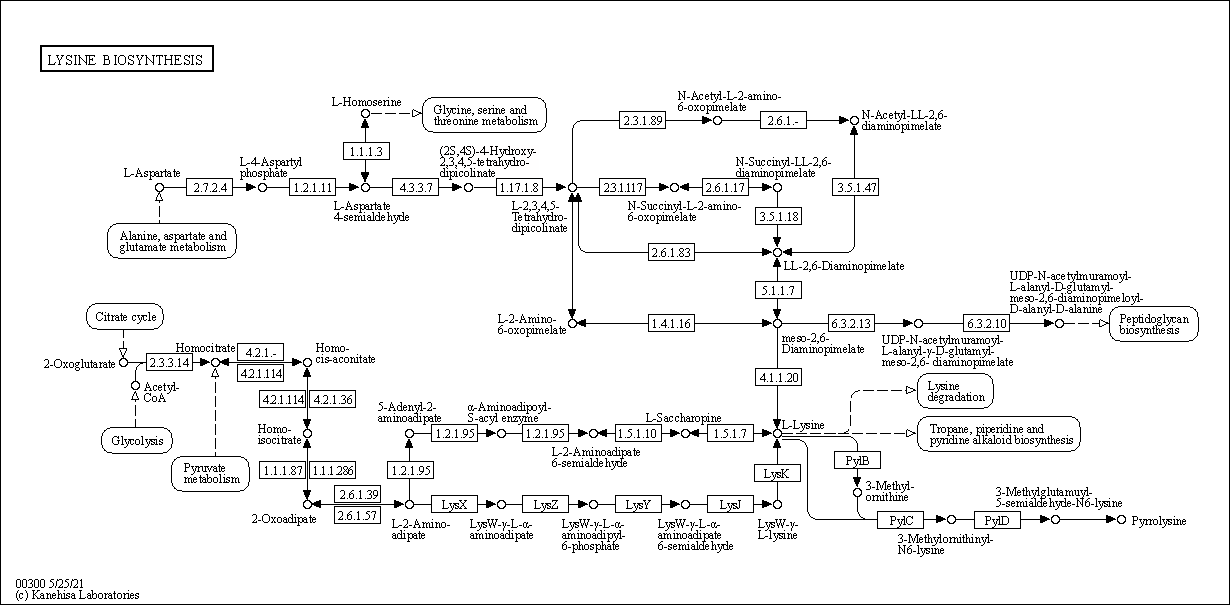 LYSINE BIOSYNTHESIS
N-Acetyl-L-2-amino-
6-oxopimelate
L-Homoserine
Glycine, serine and
threonine metabolism
2.3.1.89
2.6.1.-
N-Acetyl-LL-2,6-
diaminopimelate
1.1.1.3
(2S,4S)-4-Hydroxy-
2,3,4,5-tetrahydro-
dipicolinate
L-Aspartate
L-4-Aspartyl
phosphate
N-Succinyl-LL-2,6-
diaminopimelate
2.7.2.4
1.2.1.11
4.3.3.7
1.17.1.8
2.3.1.117
2.6.1.17
3.5.1.47
L-Aspartate
4-semialdehyde
L-2,3,4,5-
Tetrahydro-
dipicolinate
N-Succinyl-L-2-amino-
6-oxopimelate
3.5.1.18
Alanine, aspartate and
glutamate metabolism
2.6.1.83
LL-2,6-Diaminopimelate
5.1.1.7
UDP-N-acetylmuramoyl-
L-alanyl-D-glutamyl-
meso-2,6-diaminopimeloyl-
D-alanyl-D-alanine
Citrate cycle
L-2-Amino-
6-oxopimelate
1.4.1.16
6.3.2.13
6.3.2.10
Peptidoglycan
biosynthesis
meso-2,6-
Diaminopimelate
UDP-N-acetylmuramoyl-
L-alanyl-γ-D-glutamyl-
meso-2,6- diaminopimelate
2-Oxoglutarate
2.3.3.14
Homocitrate
4.2.1.-
4.2.1.114
Homo-
cis-aconitate
4.1.1.20
Acetyl-
CoA
4.2.1.114
4.2.1.36
Lysine
degradation
5-Adenyl-2-
aminoadipate
α-Aminoadipoyl-
S-acyl enzyme
L-Saccharopine
L-Lysine
Glycolysis
Homo-
isocitrate
1.2.1.95
1.2.1.95
1.5.1.10
1.5.1.7
Tropane, piperidine and
pyridine alkaloid biosynthesis
L-2-Aminoadipate
6-semialdehyde
Pyruvate
metabolism
1.1.1.87
1.1.1.286
1.2.1.95
LysK
PylB
3-Methyl-
ornithine
2.6.1.39
2.6.1.57
2-Oxoadipate
LysX
LysZ
LysY
LysJ
3-Methylglutamuyl-
5-semialdehyde-N6-lysine
L-2-Amino-
adipate
LysW-γ-L-α-
aminoadipate
LysW-γ-L-α-
aminoadipyl-
6-phosphate
LysW-γ-L-α-
aminoadipate
6-semialdehyde
LysW-γ-
L-lysine
PylC
PylD
Pyrrolysine
3-Methylornithinyl-
N6-lysine
00300 5/25/21
(c) Kanehisa Laboratories